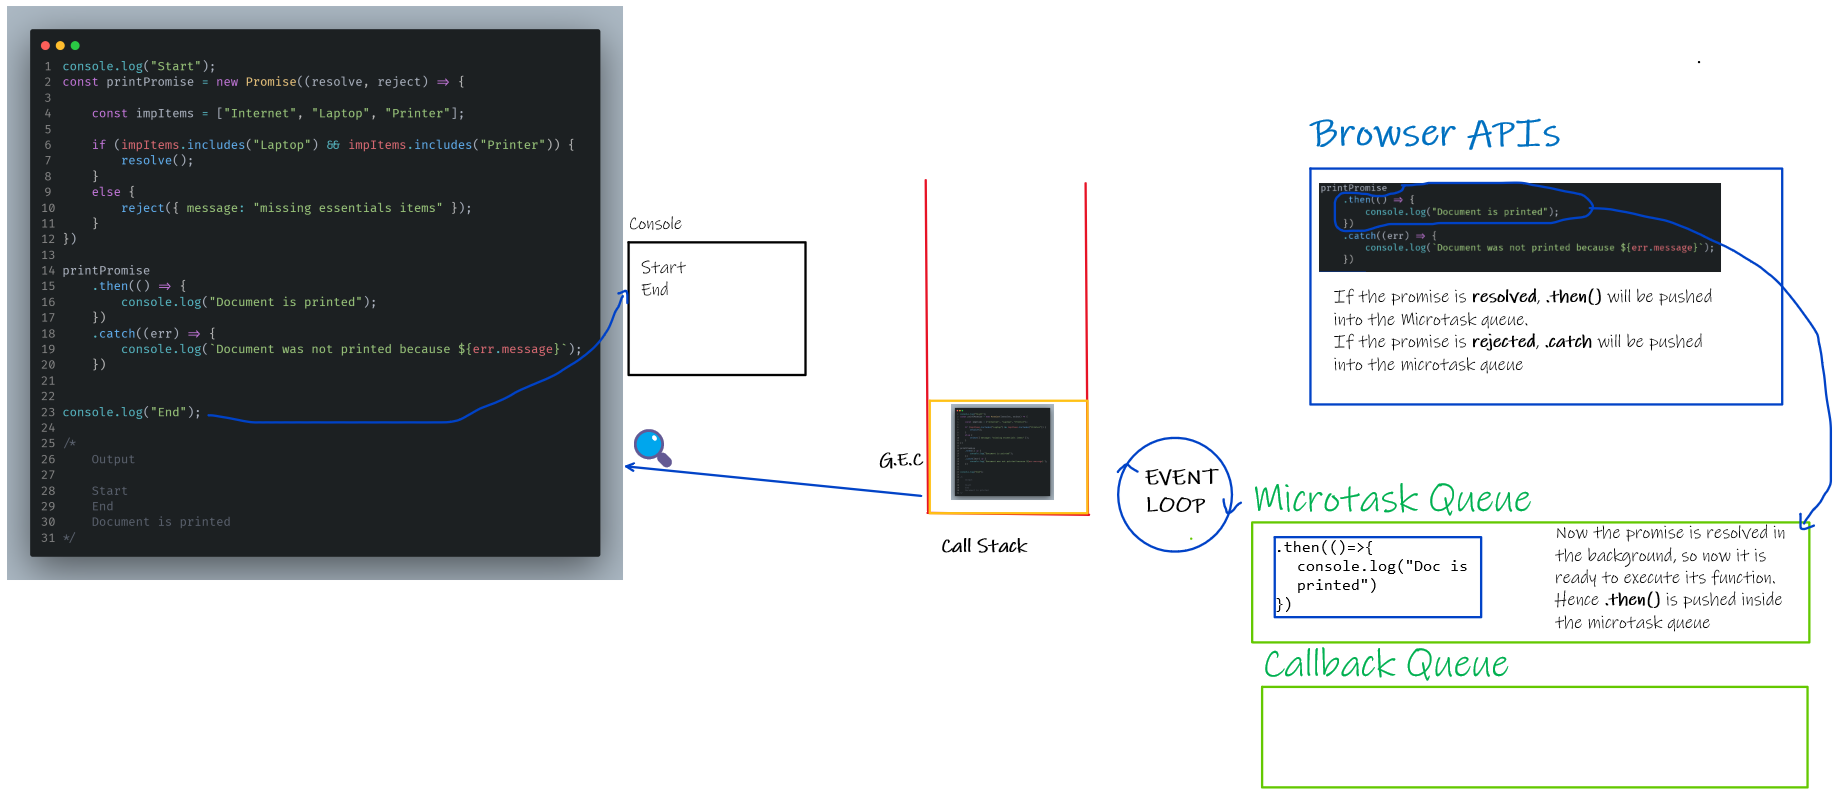 1 console.log("Start");
2 const printPromise = new Promise((resolve, reject) => {
3
4 const impItems = ["Internet", "Laptop", "Printer"];
5
6 if (impItems.includes("Laptop") && impItems.includes("Printer")) {
7 resolve();
8 }
9 else {
10 reject({ message: "missing essentials items" });
11 }
12 })
13
14 printPromise
15 .then(() => {
16 console.log("Document is printed");
17 })
18 .catch((err) => {
19 console.log(`Document was not printed because ${err.message}`);
20 })
21
22
23 console.log("End");
24
25 /*
26 Output
27
28 Start
29 End
30 Document is printed
31 */
Console
Start
End
G.E.C
Call Stack
EVENT
LOOP
Browser APIs
printPromise
.then(() => {
console.log("Document is printed");
})
.catch((err) => {
console.log(`Document was not printed because ${err.message}`);
})
If the promise is resolved, .then() will be pushed
into the Microtask queue.
If the promise is rejected, .catch will be pushed
into the microtask queue
Microtask Queue
.then(()=>{
console.log("Doc is
printed")
})
Now the promise is resolved in
the background, so now it is
ready to execute its function.
Hence .then() is pushed inside
the microtask queue
Callback Queue